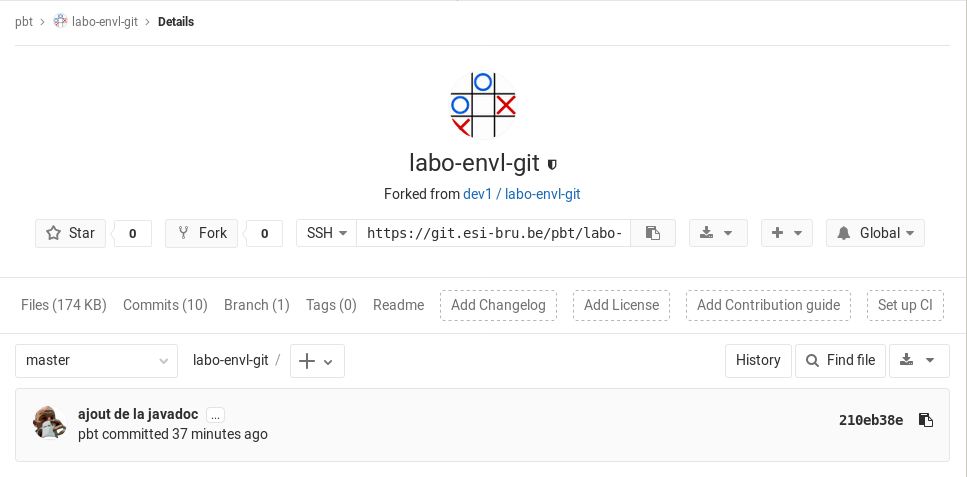 pbt > labo-envl-git > Details
labo-envl-git
Forked from dev1 / labo-envl-git
Star 0 Fork 0 SSH https://git.esi-bru.be/pbt/labo- Global
Files (174 KB) Commits (10) Branch (1) Tags (0) Readme Add Changelog Add License Add Contribution guide Set up CI
master labo-envl-git / History Find file
ajout de la javadoc ... 210eb38e
pbt committed 37 minutes ago